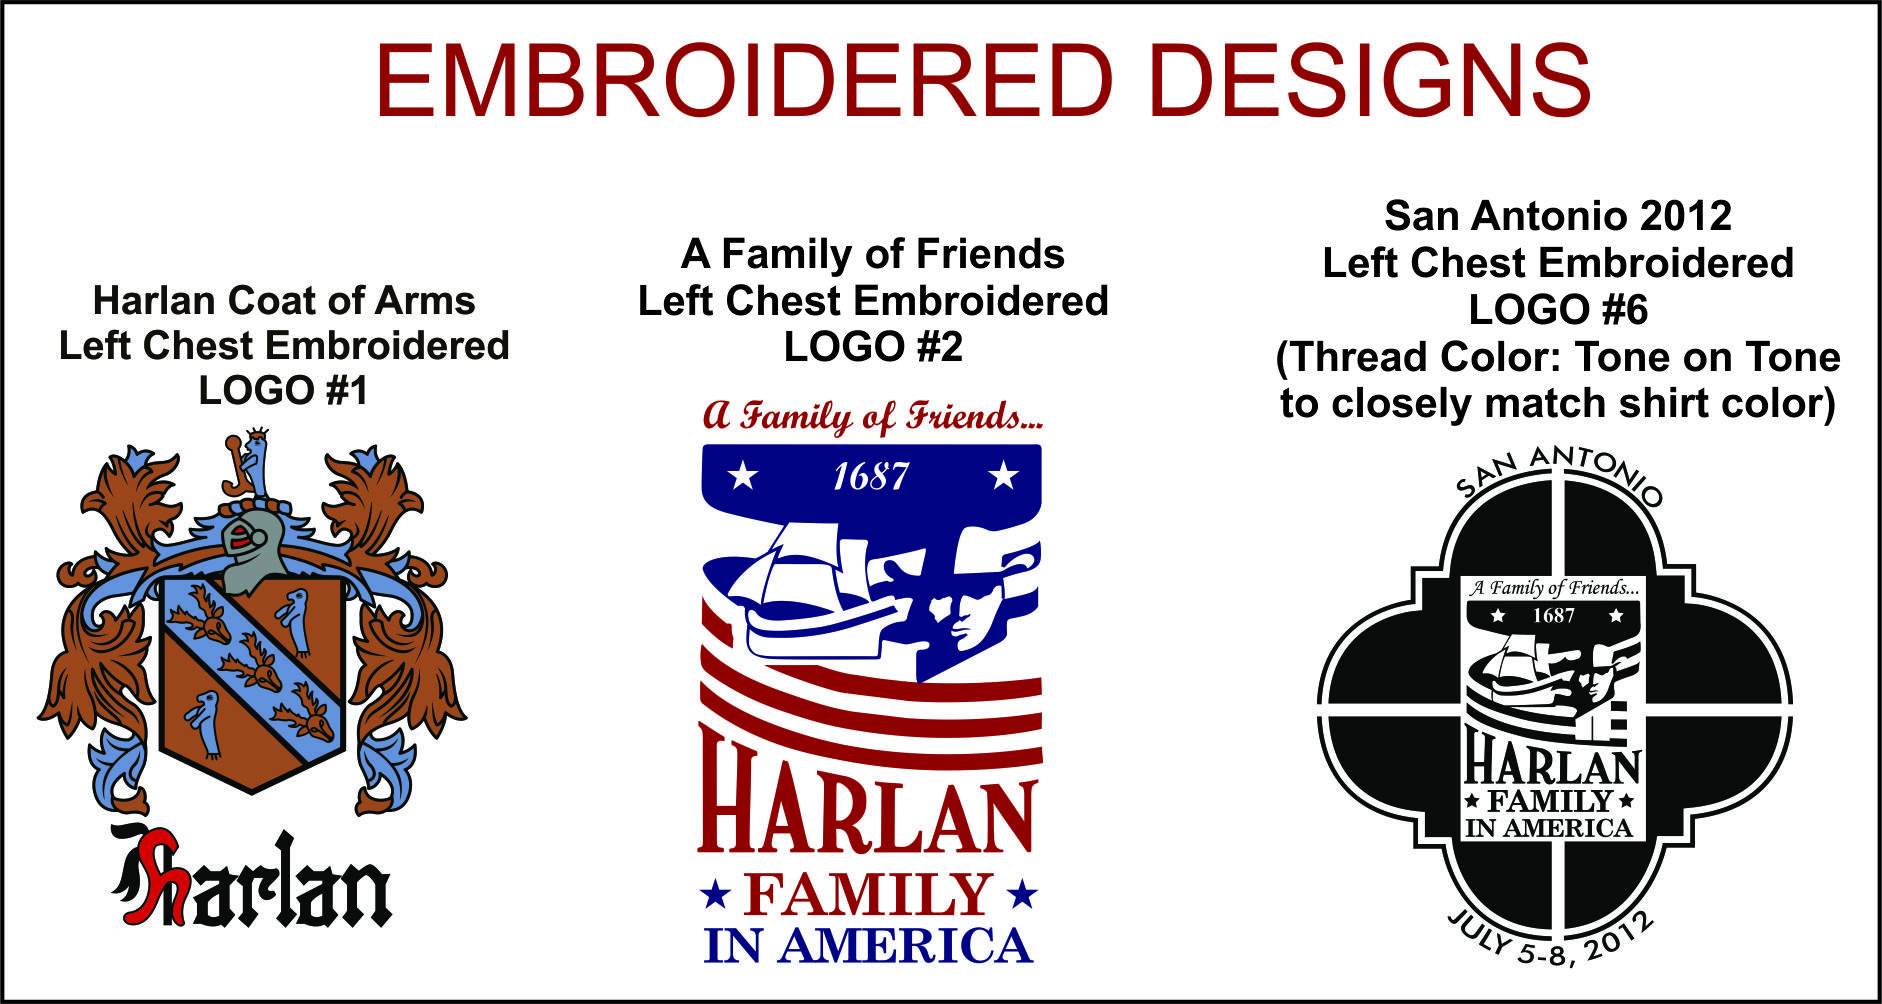 EMBROIDERED DESIGNS
Harlan Coat of Arms
Left Chest Embroidered
LOGO #1
Harlan
A Family of Friends
Left Chest Embroidered
LOGO #2
A Family of Friends...
1687
HARLAN
FAMILY
IN AMERICA
San Antonio 2012
Left Chest Embroidered
LOGO #6
(Thread Color: Tone on Tone
to closely match shirt color)
SAN ANTONIO
A Family of Friends...
1687
HARLAN
FAMILY
IN AMERICA
JULY 5-8, 2012